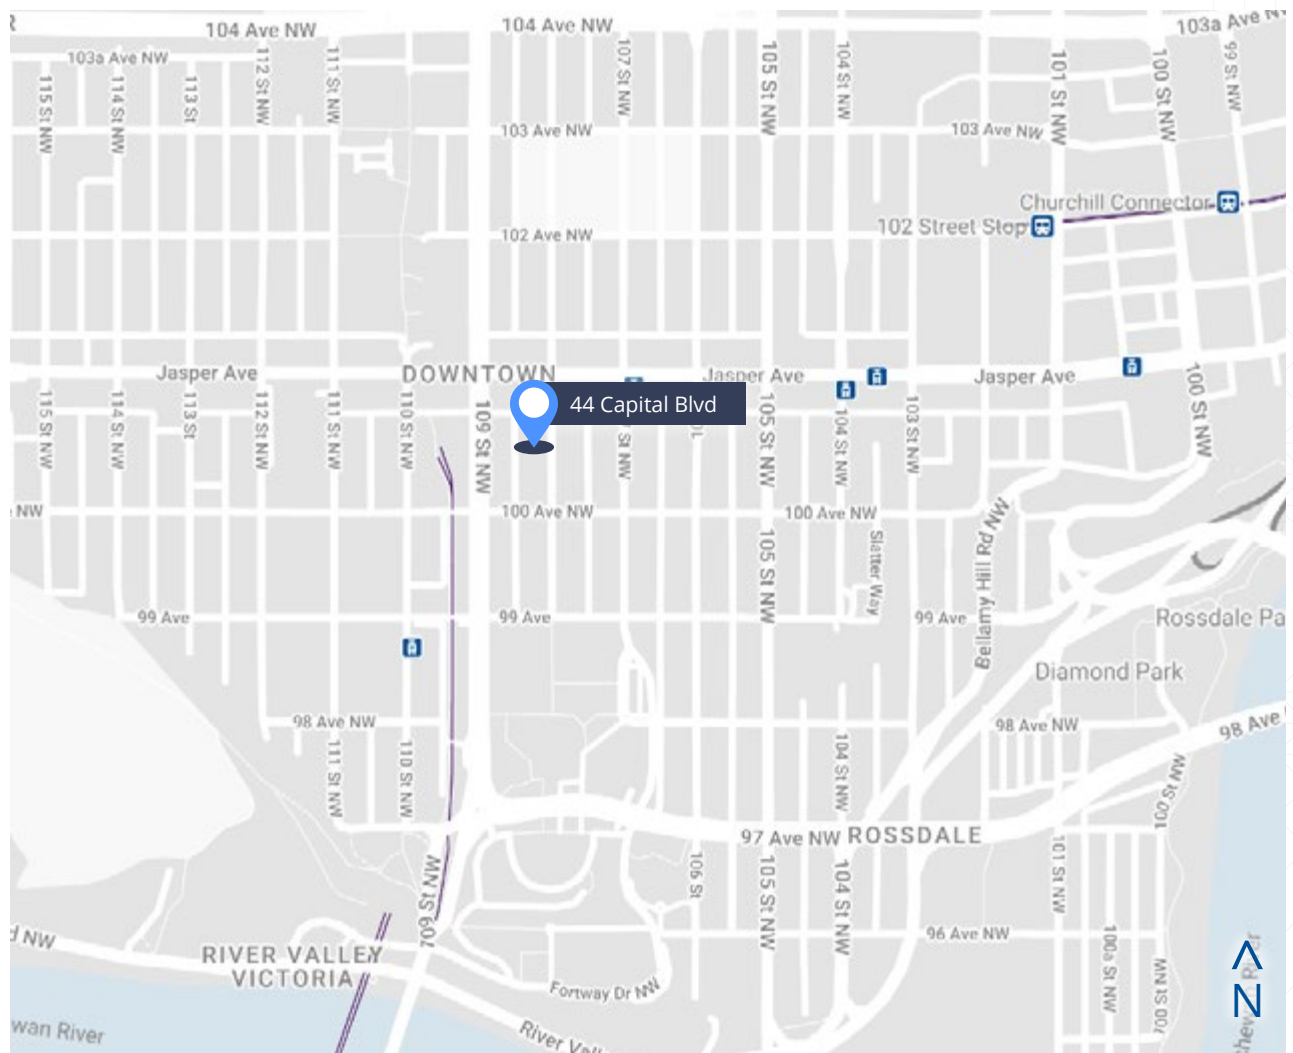 104 Ave NW
104 Ave NW
103a Ave
103a Ave NW
112 St NW
111 St NW
107 St NW
105 St NW
104 St NW
101 St NW
100 St NW
99 St NW
115 St NW
114 St NW
113 St
103 Ave NW
103 Ave NW
Churchill Connector
102 Street Stop
102 Ave NW
Jasper Ave
DOWNTOWN
Jasper Ave
Jasper Ave
44 Capital Blvd
115 St NW
114 St NW
113 St
112 St NW
111 St NW
110 St NW
109 St NW
St NW
105 St NW
104 St NW
103 St NW
100 St NW
NW
100 Ave NW
100 Ave NW
105 St NW
Slatter Way
Bellamy Hill Rd NW
99 Ave
99 Ave
99 Ave
Rossdale Pa
Diamond Park
98 Ave NW
98 Ave NW
98 Ave
111 St NW
110 St NW
104 St NW
100 St NW
97 Ave NW
ROSSDALE
109 St NW
106 St
105 St NW
104 St NW
101 St NW
96 Ave NW
100a St NW
100 St NW
d NW
RIVER VALLEY
VICTORIA
Fortway Dr NW
River Vall
wan River
N